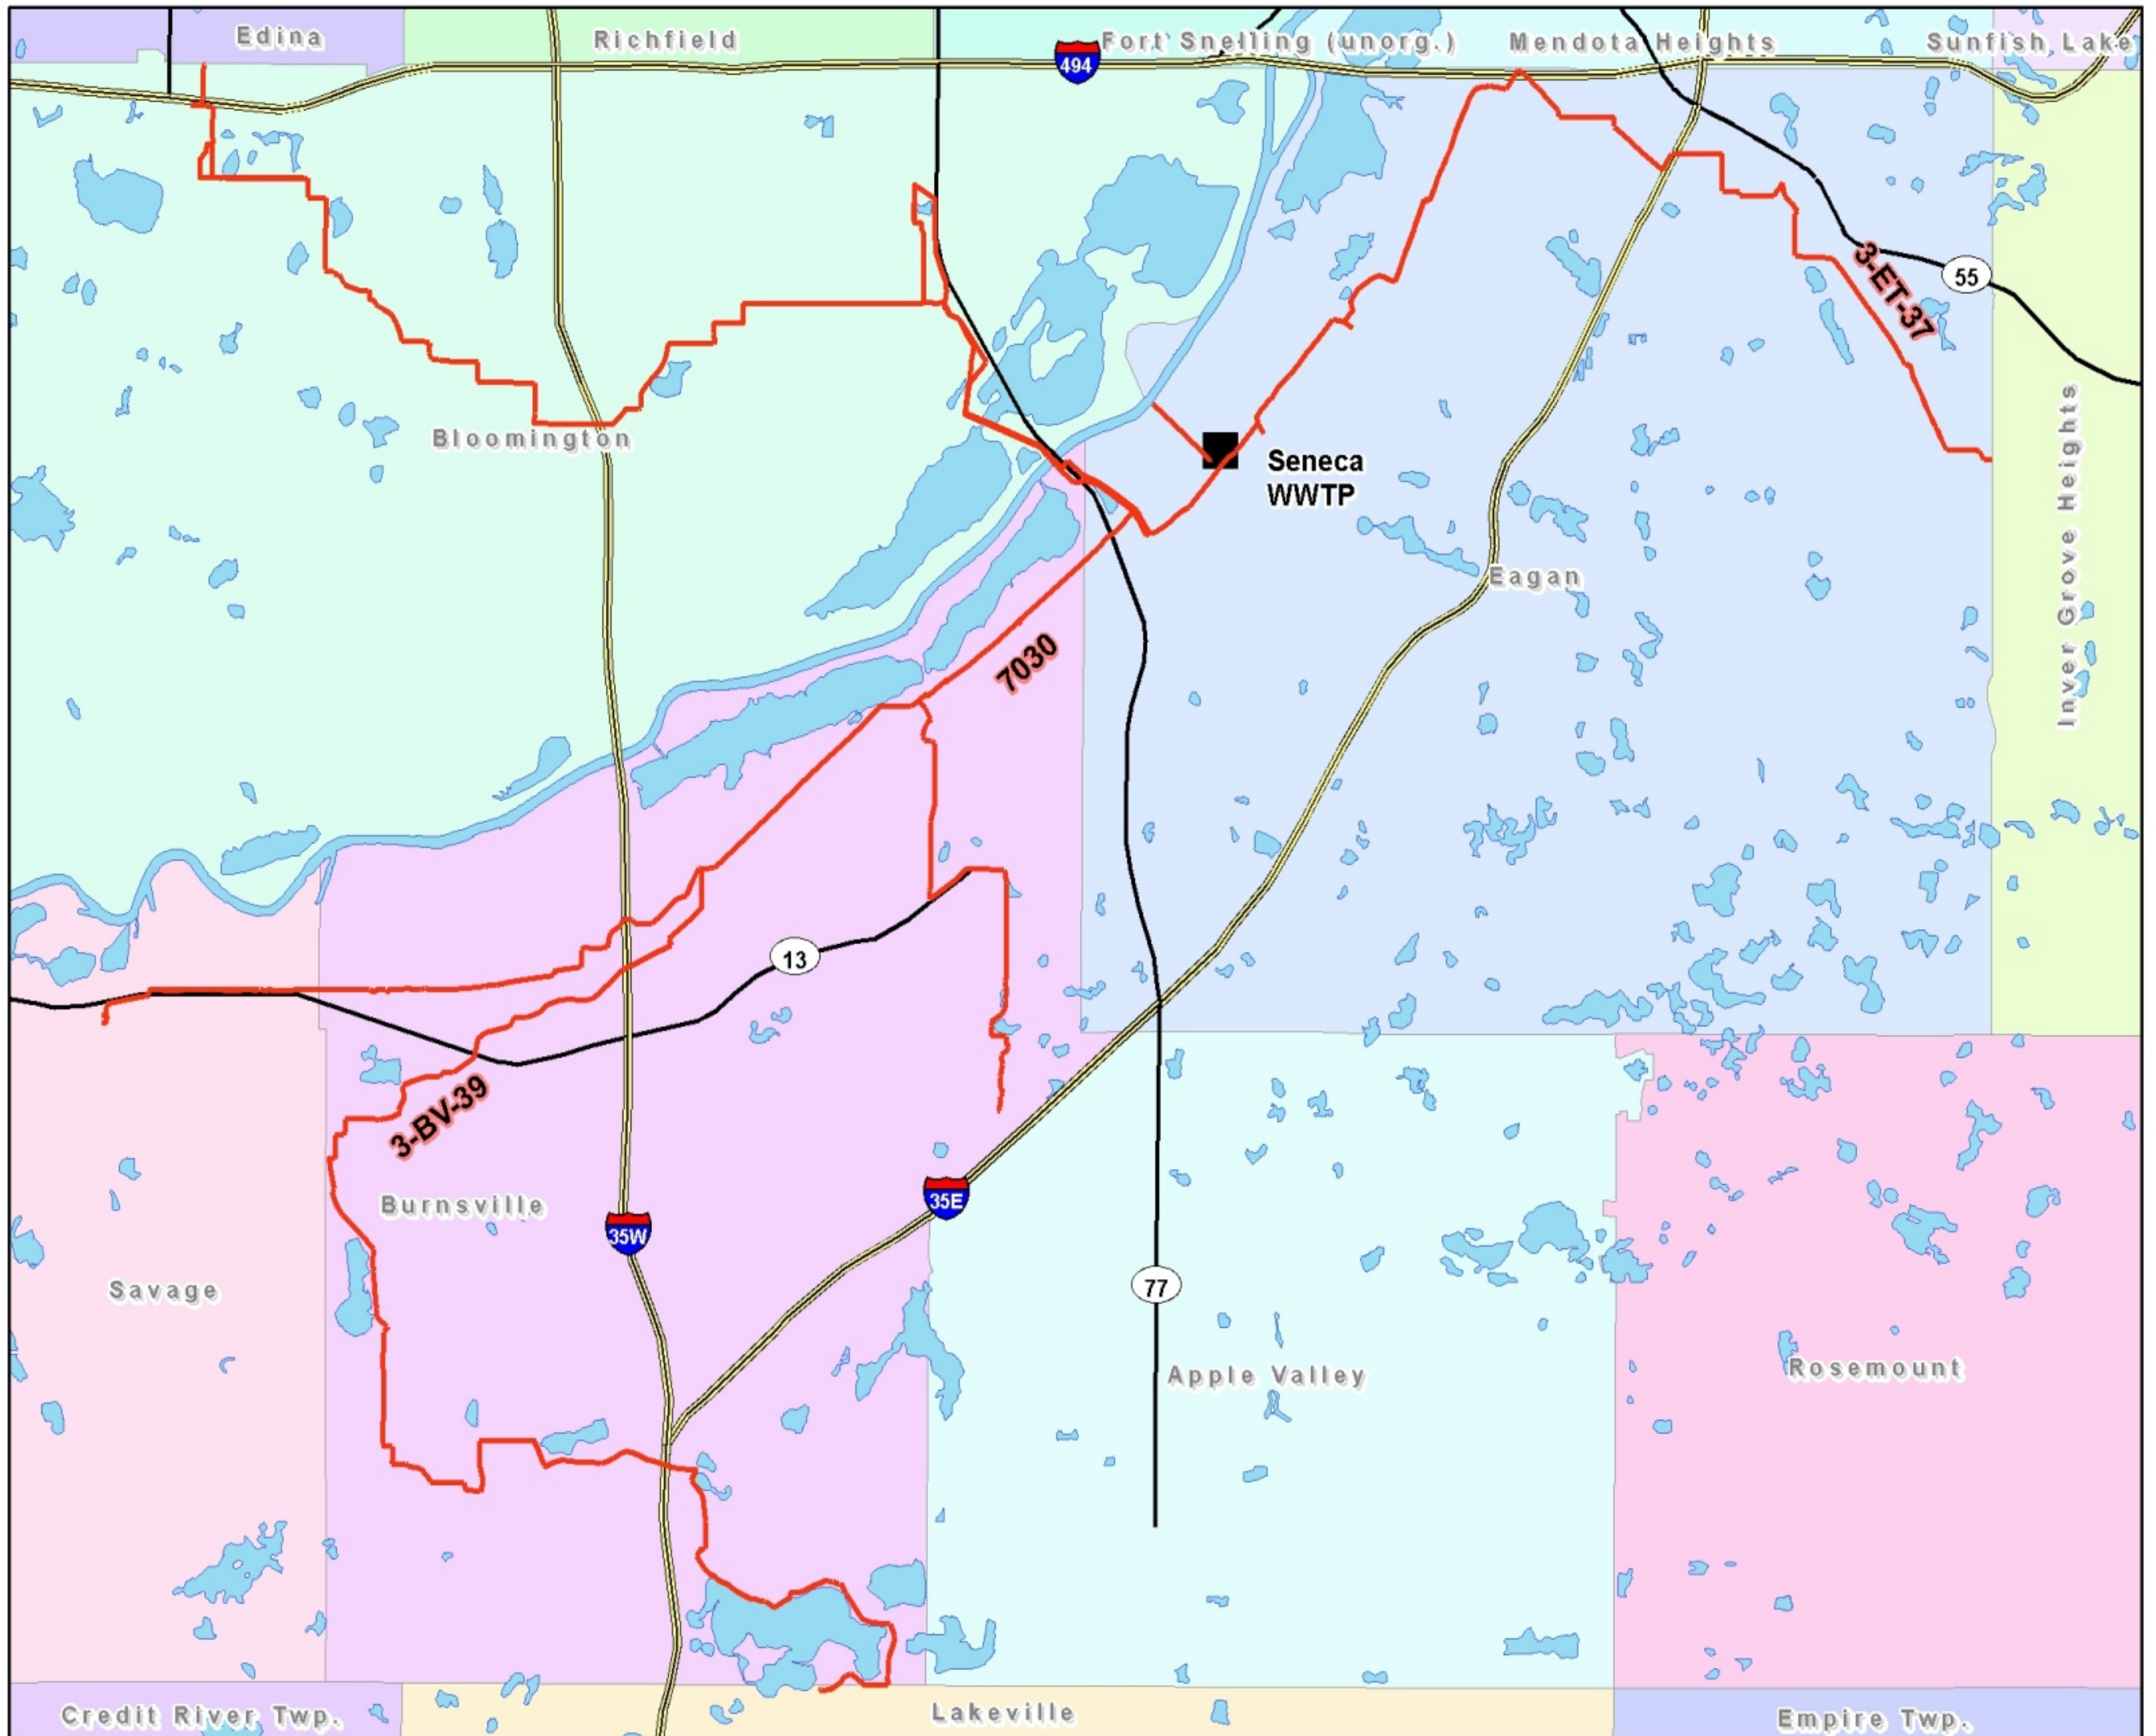 Edina
Richfield
Fort Snelling (unorg.)
Mendota Heights
Sunfish Lake
494
55
3-ET-37
Bloomington
Seneca
WWTP
Inver Grove Heights
Eagan
7030
13
3-BV-39
Burnsville
35E
35W
Savage
77
Apple Valley
Rosemount
Credit River Twp.
Lakeville
Empire Twp.